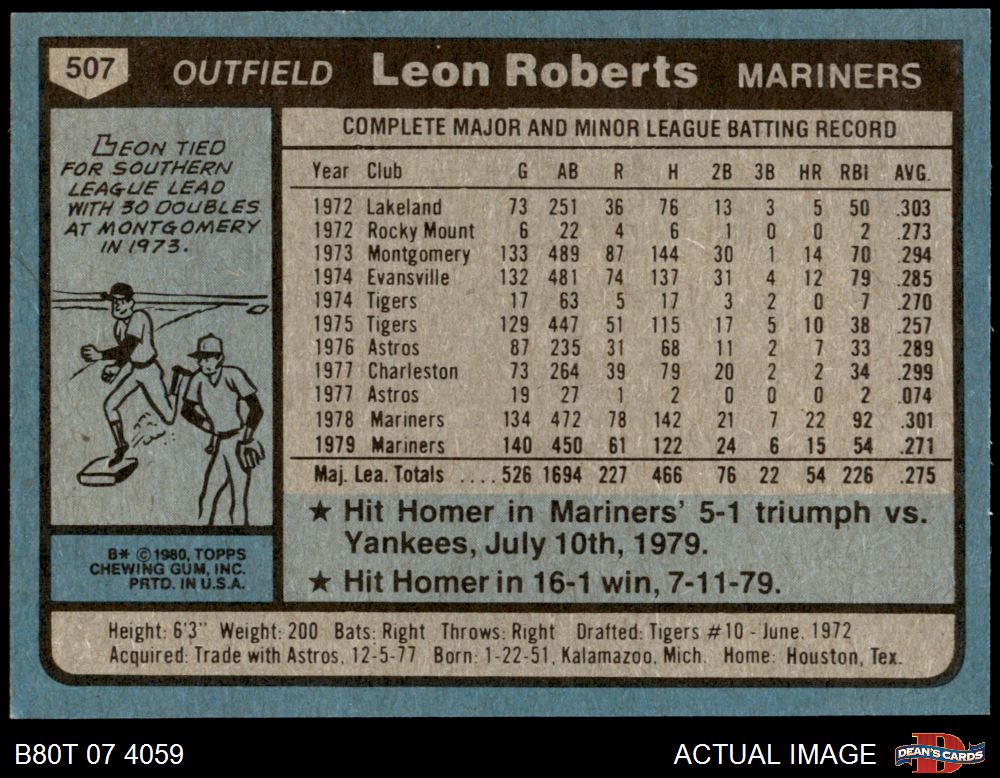 507 OUTFIELD Leon Roberts MARINERS
LEON TIED
FOR SOUTHERN
LEAGUE LEAD
WITH 30 DOUBLES
AT MONTGOMERY
IN 1973.
B* ©1980, TOPPS
CHEWING GUM, INC.
PRTD. IN U.S.A.
COMPLETE MAJOR AND MINOR LEAGUE BATTING RECORD
Year Club G AB R H 2B 3B HR RBI AVG.
1972 Lakeland 73 251 36 76 13 3 5 50 .303
1972 Rocky Mount 6 22 4 6 1 0 0 2 .273
1973 Montgomery 133 489 87 144 30 1 14 70 .294
1974 Evansville 132 481 74 137 31 4 12 79 .285
1974 Tigers 17 63 5 17 3 2 0 7 .270
1975 Tigers 129 447 51 115 17 5 10 38 .257
1976 Astros 87 235 31 68 11 2 7 33 .289
1977 Charleston 73 264 39 79 20 2 2 34 .299
1977 Astros 19 27 1 2 0 0 0 2 .074
1978 Mariners 134 472 78 142 21 7 22 92 .301
1979 Mariners 140 450 61 122 24 6 15 54 .271
Maj. Lea. Totals .... 526 1694 227 466 76 22 54 226 .275
★ Hit Homer in Mariners' 5-1 triumph vs.
Yankees, July 10th, 1979.
★ Hit Homer in 16-1 win, 7-11-79.
Height: 6'3" Weight: 200 Bats: Right Throws: Right Drafted: Tigers #10 - June, 1972
Acquired: Trade with Astros, 12-5-77 Born: 1-22-51, Kalamazoo, Mich. Home: Houston, Tex.
B80T 07 4059 ACTUAL IMAGE DEAN'S CARDS